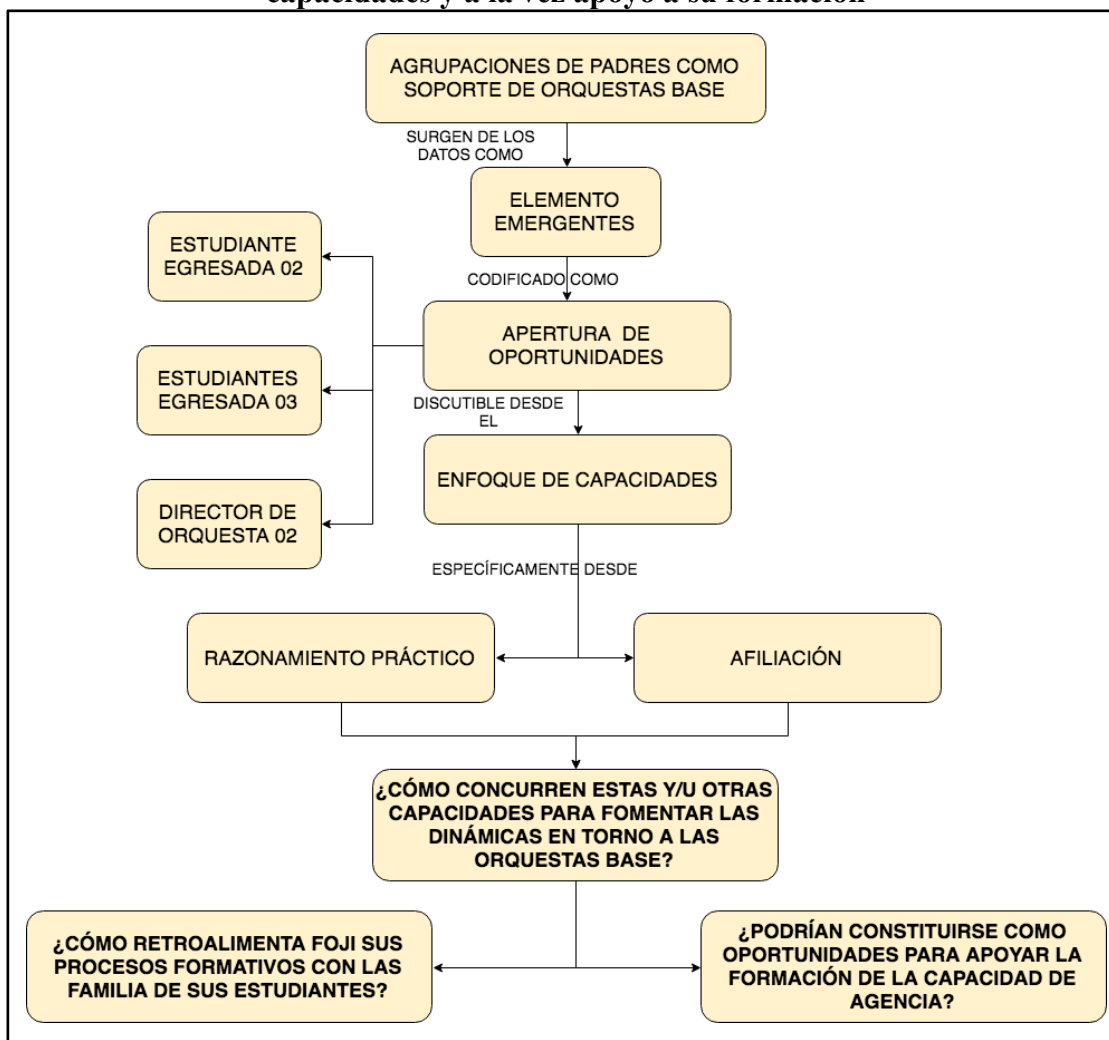 capacidades y a la vez apoyo a su formación
AGRUPACIONES DE PADRES COMO
SOPORTE DE ORQUESTAS BASE
SURGEN DE LOS
DATOS COMO
ELEMENTO
EMERGENTES
ESTUDIANTE
EGRESADA 02
CODIFICADO COMO
APERTURA DE
OPORTUNIDADES
ESTUDIANTES
EGRESADA 03
DISCUTIBLE DESDE
EL
ENFOQUE DE CAPACIDADES
DIRECTOR DE
ORQUESTA 02
ESPECÍFICAMENTE DESDE
RAZONAMIENTO PRÁCTICO
AFILIACIÓN
¿CÓMO CONCURREN ESTAS Y/U OTRAS
CAPACIDADES PARA FOMENTAR LAS
DINÁMICAS EN TORNO A LAS
ORQUESTAS BASE?
¿CÓMO RETROALIMENTA FOJI SUS
PROCESOS FORMATIVOS CON LAS
FAMILIA DE SUS ESTUDIANTES?
¿PODRÍAN CONSTITUIRSE COMO
OPORTUNIDADES PARA APOYAR LA
FORMACIÓN DE LA CAPACIDAD DE
AGENCIA?